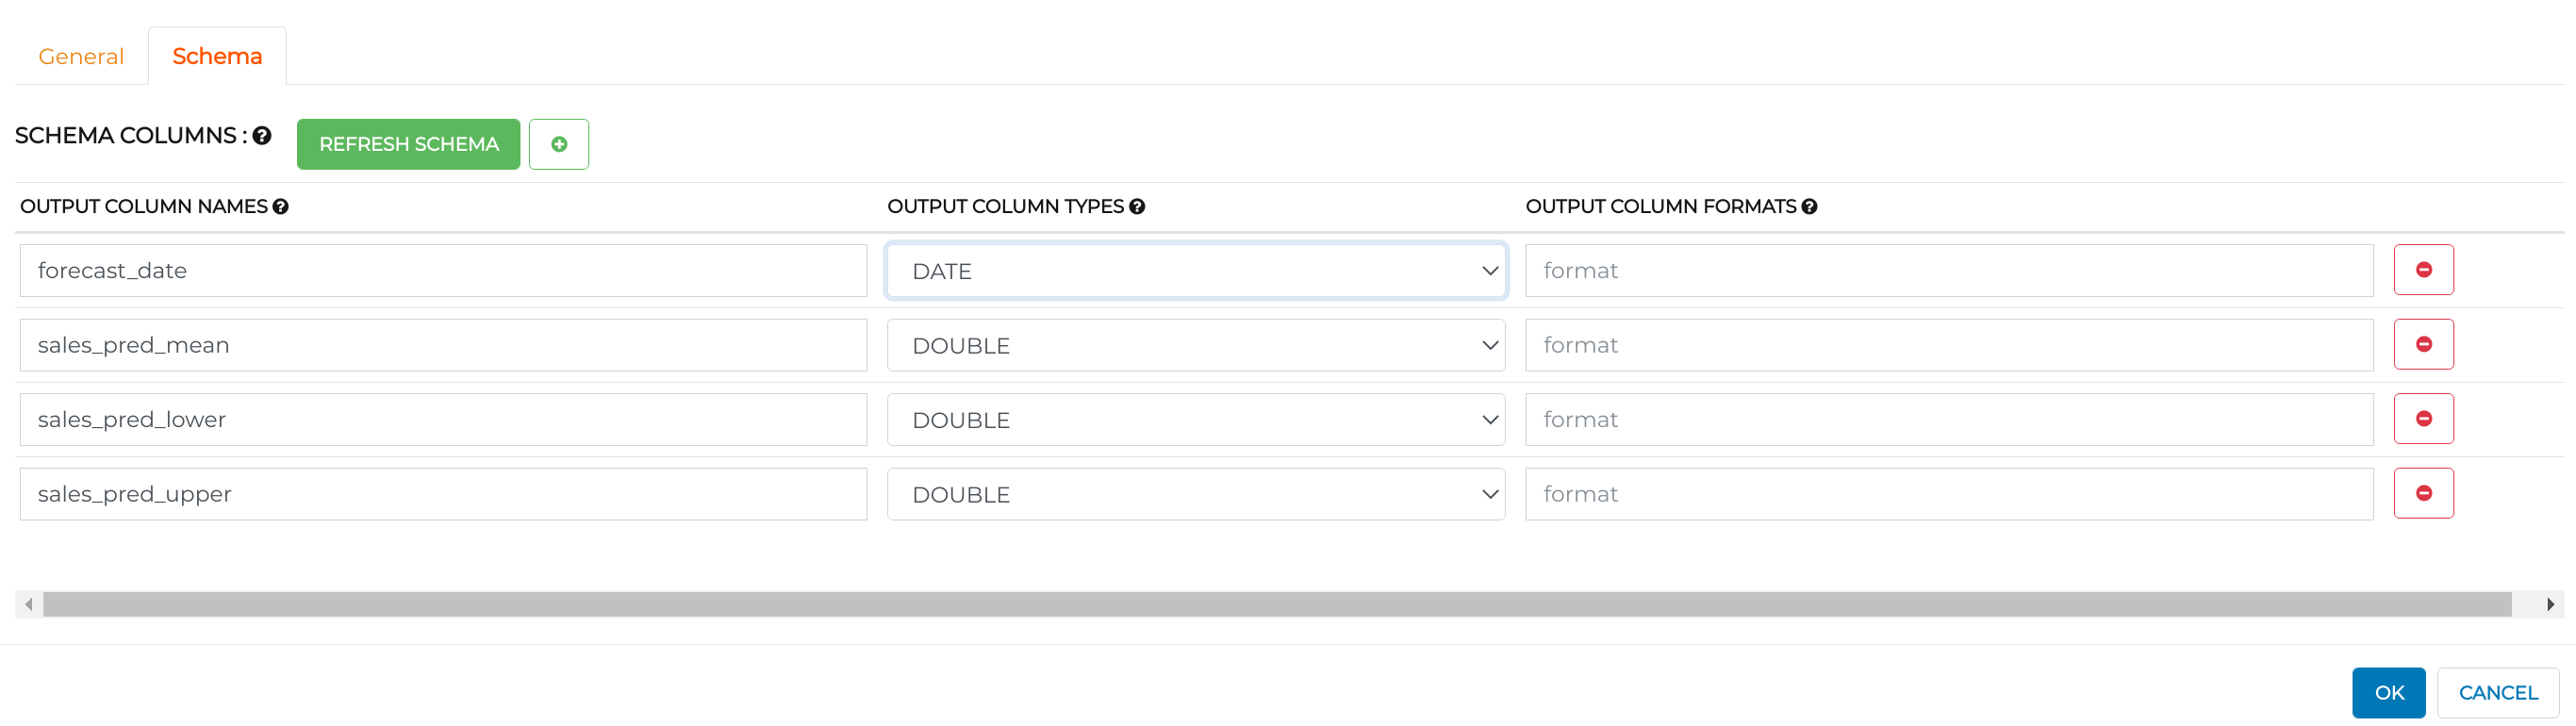 General Schema
SCHEMA COLUMNS : REFRESH SCHEMA
OUTPUT COLUMN NAMES OUTPUT COLUMN TYPES OUTPUT COLUMN FORMATS
forecast_date DATE format
sales_pred_mean DOUBLE format
sales_pred_lower DOUBLE format
sales_pred_upper DOUBLE format
OK CANCEL